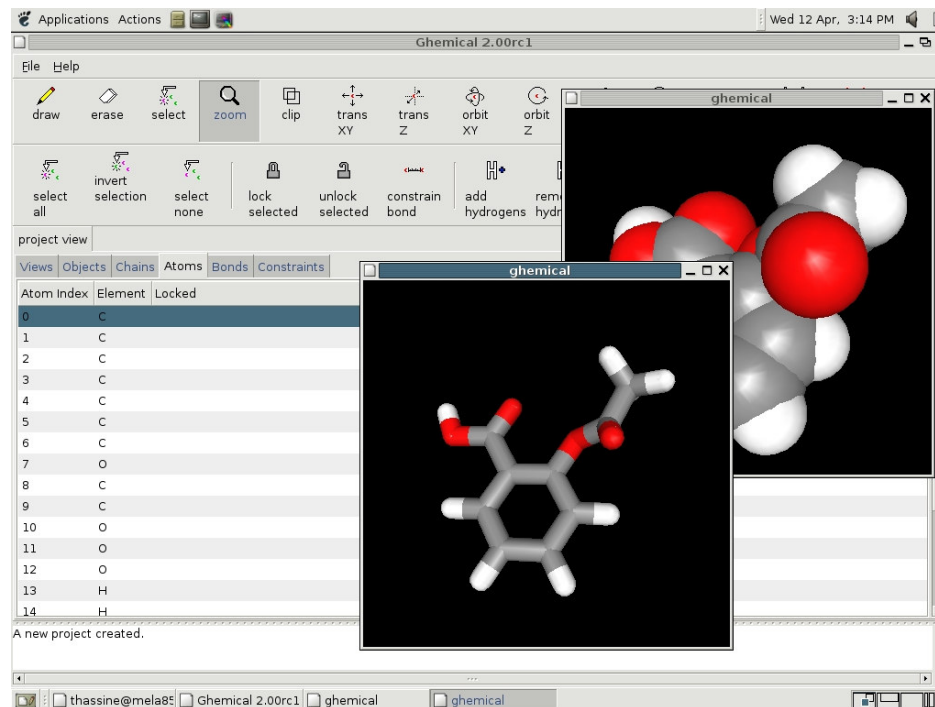 Applications Actions Wed 12 Apr, 3:14 PM
Ghemical 2.00rc1
File Help
draw erase select zoom clip trans XY trans Z orbit XY orbit Z
select all invert selection select none lock selected unlock selected constrain bond add hydrogens
project view
Views Objects Chains Atoms Bonds Constraints
Atom Index Element Locked
0 C
1 C
2 C
3 C
4 C
5 C
6 C
7 O
8 C
9 C
10 O
11 O
12 O
13 H
14 H
A new project created.
ghemical
ghemical
thassine@mela85 Ghemical 2.00rc1 ghemical ghemical